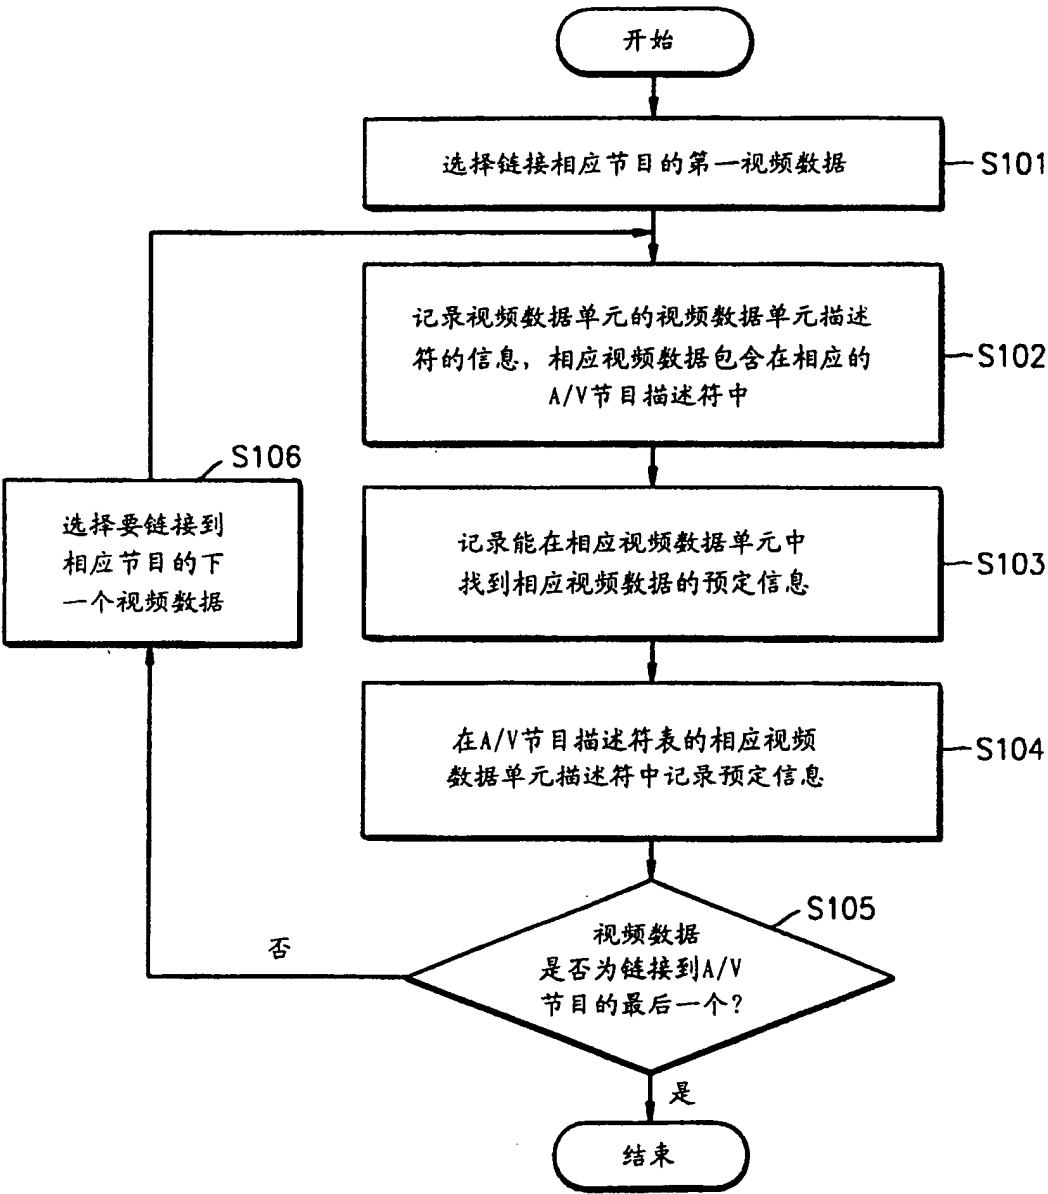 开始
选择链接相应节目的第一视频数据
S101
记录视频数据单元的视频数据单元描述
符的信息，相应视频数据包含在相应的
A/V节目描述符中
S102
S106
选择要链接到
相应节目的下
一个视频数据
记录能在相应视频数据单元中
找到相应视频数据的预定信息
S103
在A/V节目描述符表的相应视频
数据单元描述符中记录预定信息
S104
S105
视频数据
是否为链接到A/V
节目的最后一个？
否
是
结束